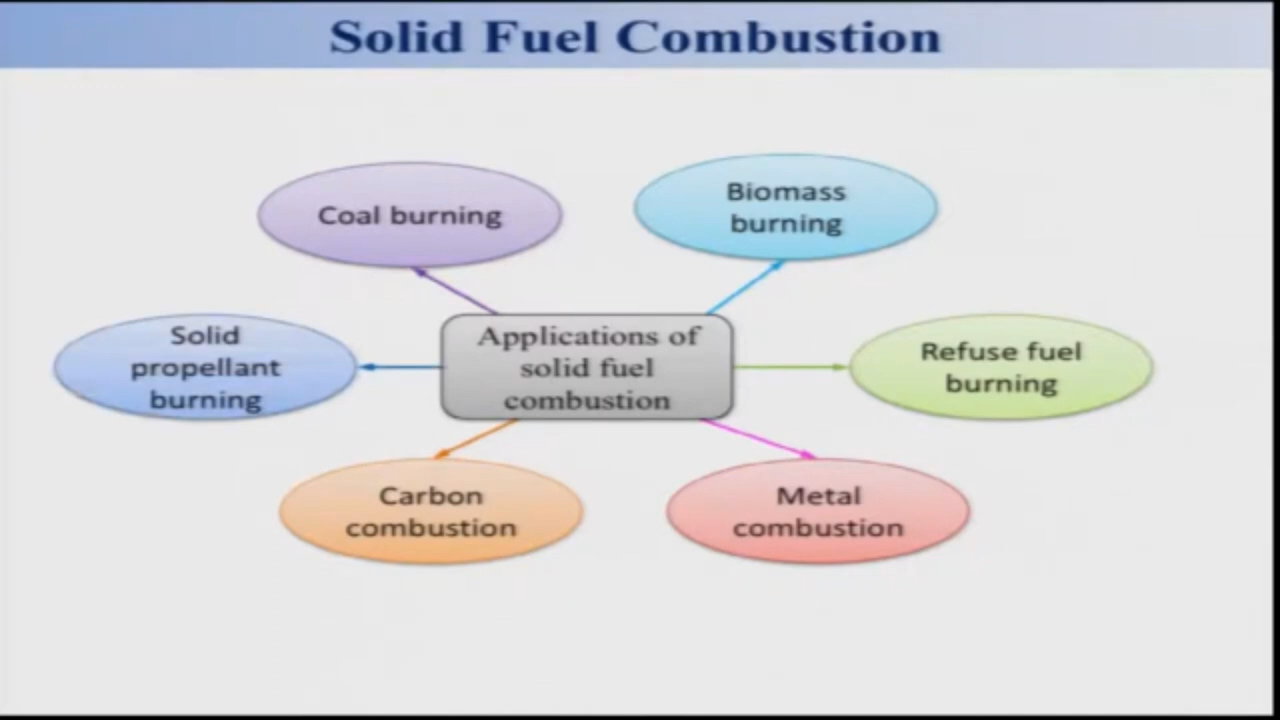 Solid Fuel Combustion
Coal burning
Biomass
burning
Solid
propellant
burning
Applications of
solid fuel
combustion
Refuse fuel
burning
Carbon
combustion
Metal
combustion